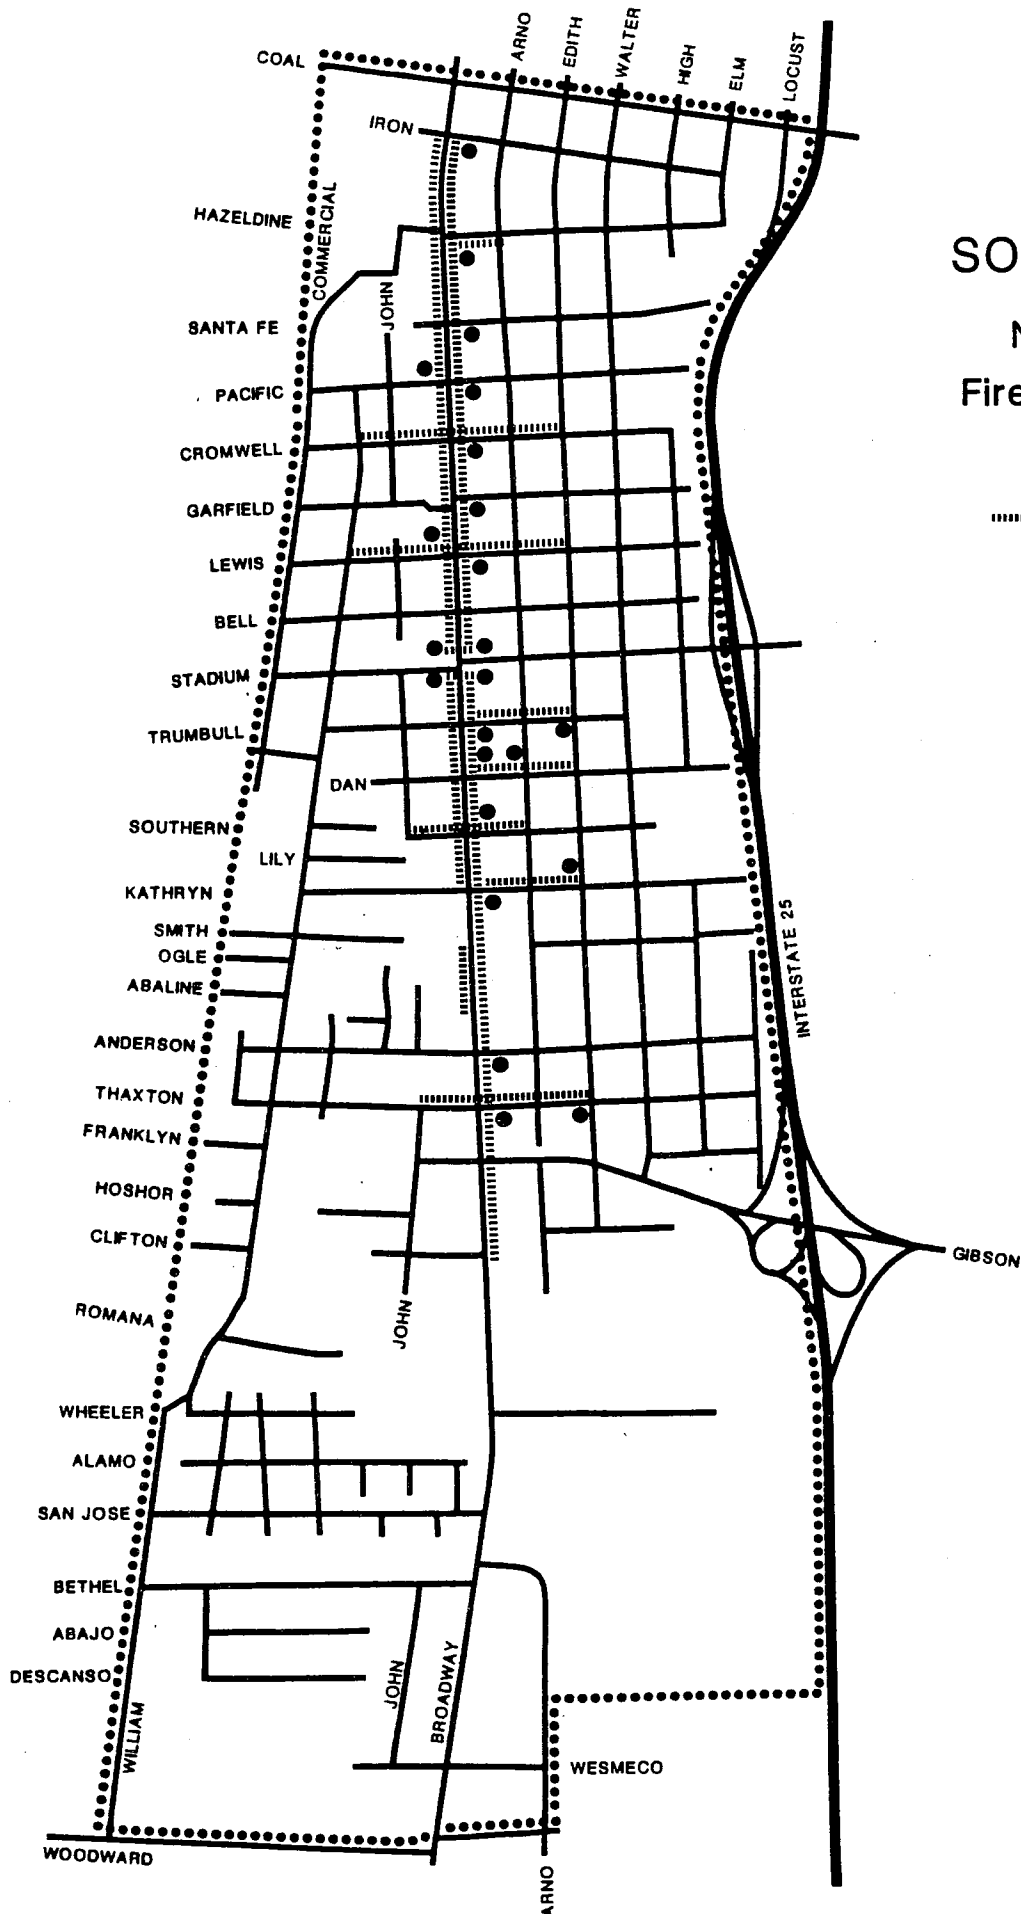 COAL
ARNO
EDITH
WALTER
HIGH
ELM
LOCUST
IRON
HAZELDINE
COMMERCIAL
SO
JOHN
SANTA FE
PACIFIC
Fire
CROMWELL
GARFIELD
LEWIS
BELL
STADIUM
TRUMBULL
DAN
SOUTHERN
LILY
KATHRYN
SMITH
OGLE
ABALINE
INTERSTATE 25
ANDERSON
THAXTON
FRANKLYN
HOSHOR
CLIFTON
GIBSON
ROMANA
JOHN
WHEELER
ALAMO
SAN JOSE
BETHEL
ABAJO
DESCANSO
JOHN
BROADWAY
WILLIAM
WESMECO
WOODWARD
ARNO